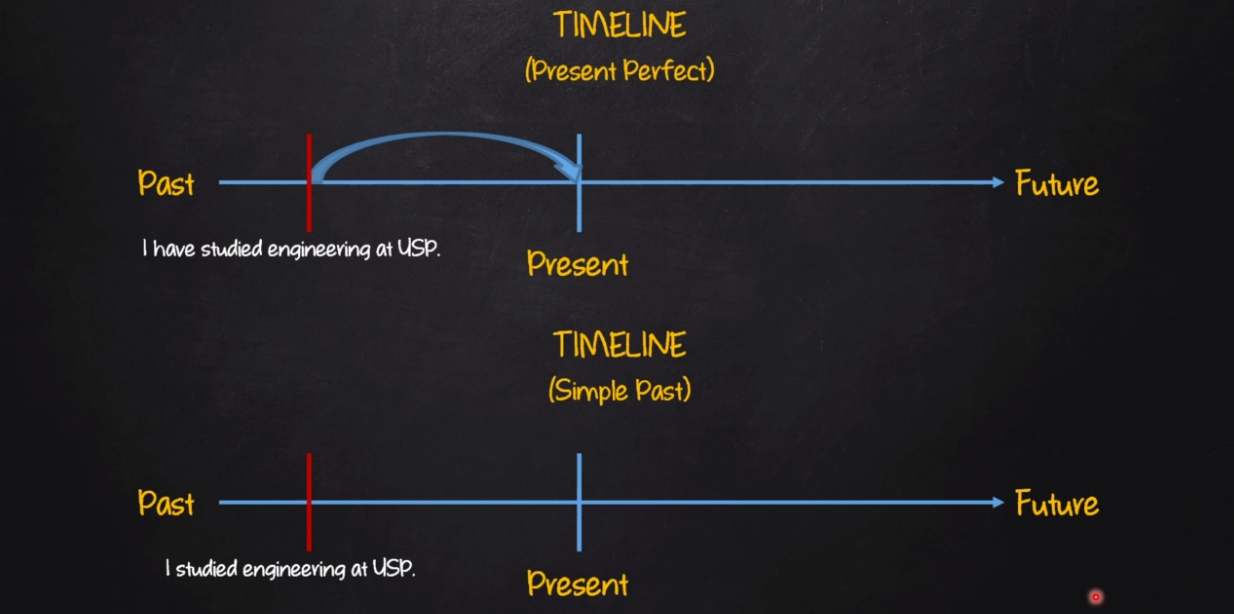 TIMELINE
(Present Perfect)
Past
Future
I have studied engineering at USP.
Present
TIMELINE
(Simple Past)
Past
Future
I studied engineering at USP.
Present